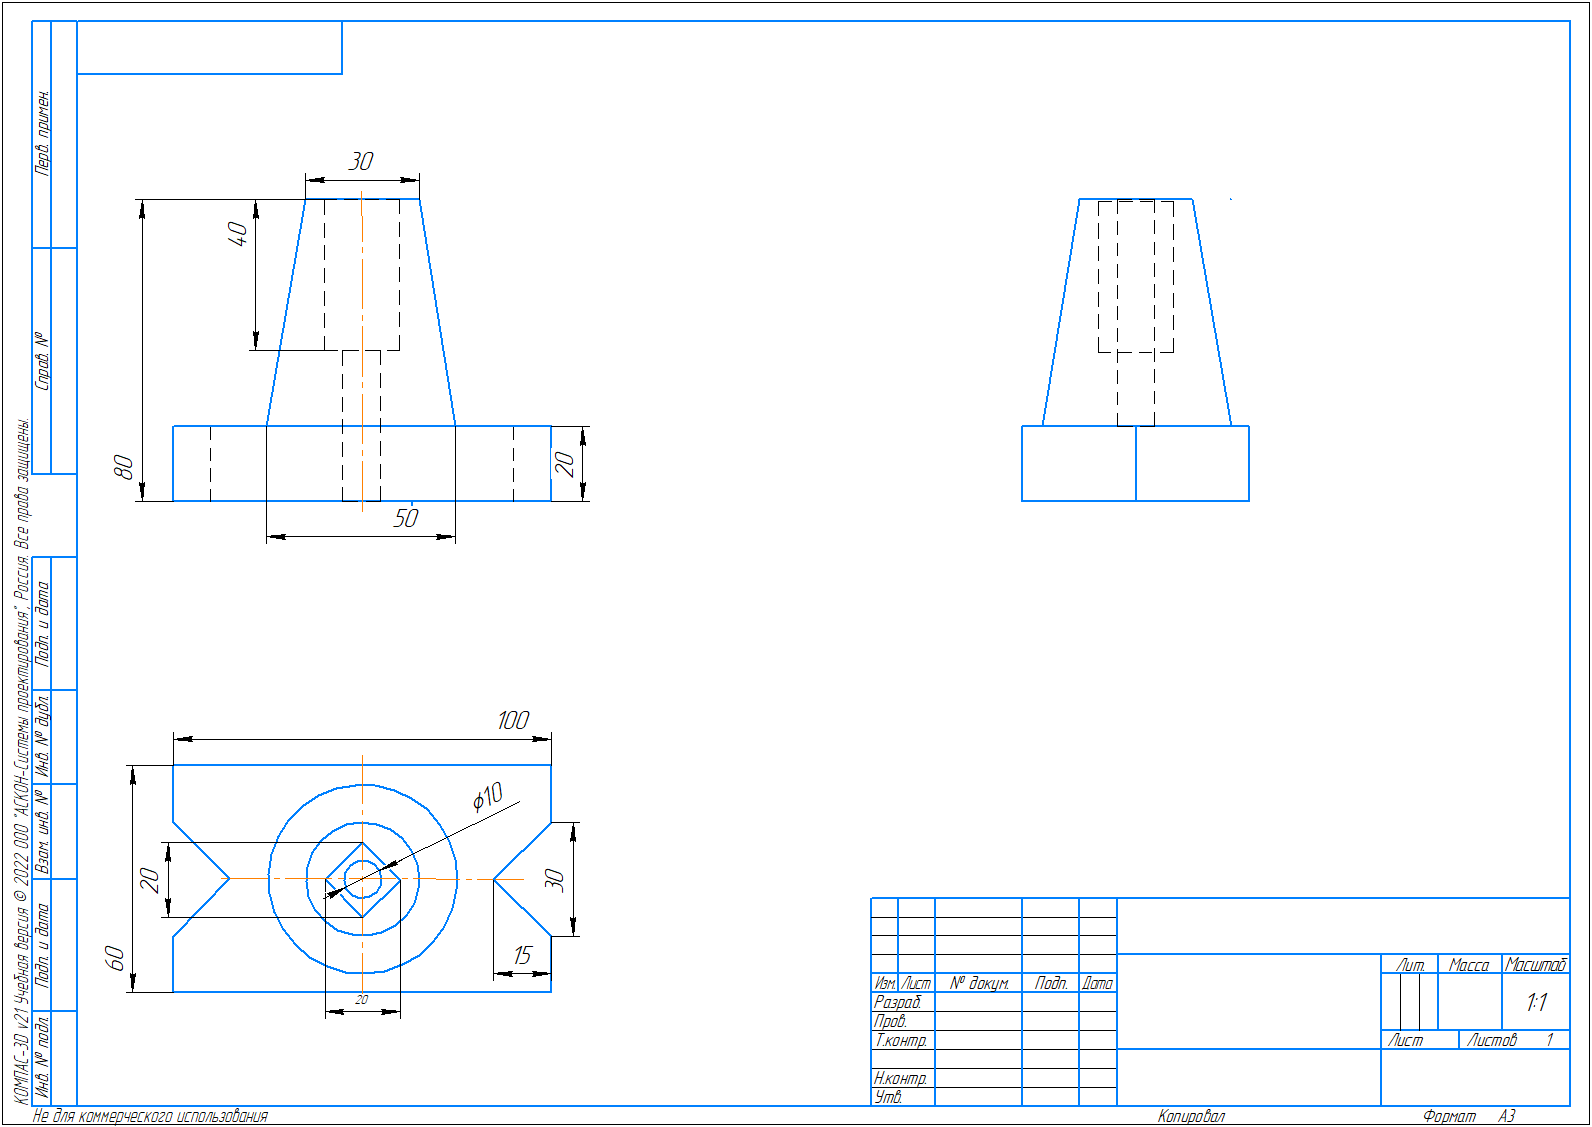 Перв. примен.
Справ. №
Подп. и дата
Инв. № дубл.
Взам. инв. №
Подп. и дата
Инв. № подл.
КОМПАС-3D v21 Учебная версия © 2022 ООО "АСКОН-Системы проектирования", Россия. Все права защищены.
30
40
80
20
50
100
ϕ10
20
30
60
15
20
Изм. Лист № докум. Подп. Дата
Разраб.
Пров.
Т.контр.
Н.контр.
Утв.
Лит. Масса Масштаб
1:1
Лист Листов 1
Не для коммерческого использования
Копировал
Формат А3